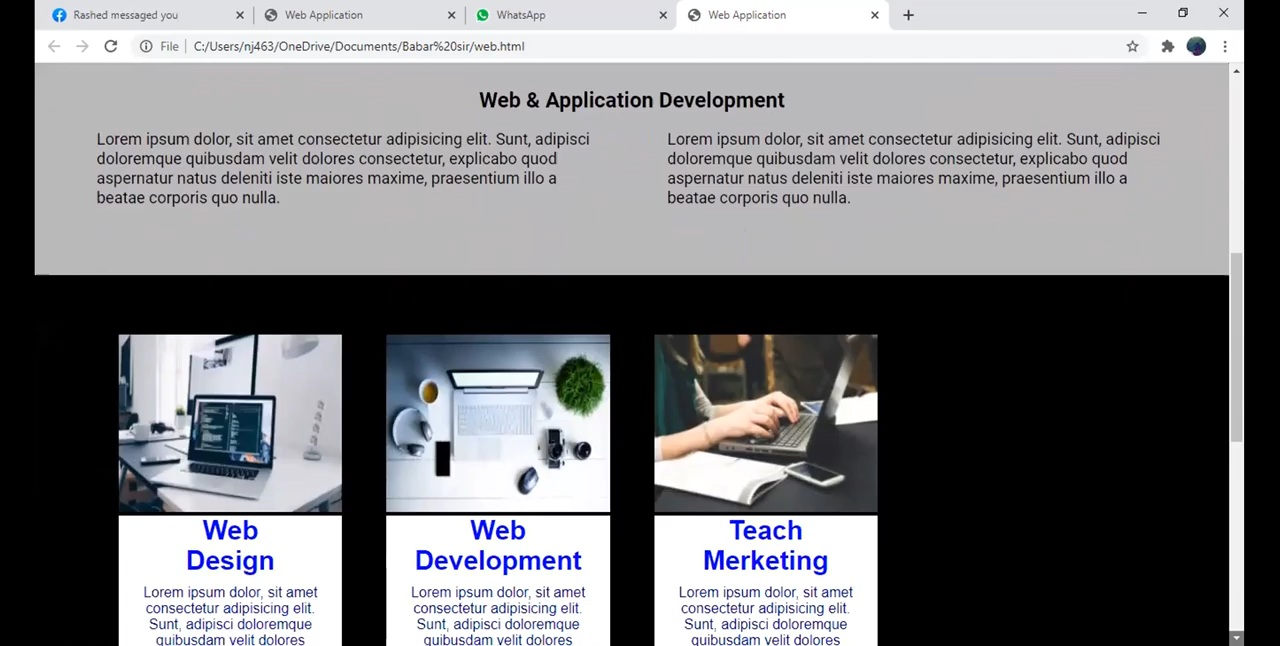 Rashed messaged you
Web Application
WhatsApp
Web Application
File
C:/Users/nj463/OneDrive/Documents/Babar%20sir/web.html
Web & Application Development
Lorem ipsum dolor, sit amet consectetur adipisicing elit. Sunt, adipisci
doloremque quibusdam velit dolores consectetur, explicabo quod
aspernatur natus deleniti iste maiores maxime, praesentium illo a
beatae corporis quo nulla.
Lorem ipsum dolor, sit amet consectetur adipisicing elit. Sunt, adipisci
doloremque quibusdam velit dolores consectetur, explicabo quod
aspernatur natus deleniti iste maiores maxime, praesentium illo a
beatae corporis quo nulla.
Web
Design
Lorem ipsum dolor, sit amet
consectetur adipisicing elit.
Sunt, adipisci doloremque
quibusdam velit dolores
Web
Development
Lorem ipsum dolor, sit amet
consectetur adipisicing elit.
Sunt, adipisci doloremque
quibusdam velit dolores
Teach
Merketing
Lorem ipsum dolor, sit amet
consectetur adipisicing elit.
Sunt, adipisci doloremque
quibusdam velit dolores